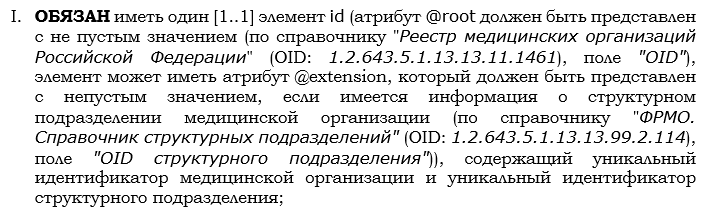 I. ОБЯЗАН иметь один [1..1] элемент id (атрибут @root должен быть представлен
с не пустым значением (по справочнику "Реестр медицинских организаций
Российской Федерации" (OID: 1.2.643.5.1.13.13.11.1461), поле "OID"),
элемент может иметь атрибут @extension, который должен быть представлен
с непустым значением, если имеется информация о структурном
подразделении медицинской организации (по справочнику "ФРМО.
Справочник структурных подразделений" (OID: 1.2.643.5.1.13.13.99.2.114),
поле "OID структурного подразделения")), содержащий уникальный
идентификатор медицинской организации и уникальный идентификатор
структурного подразделения;